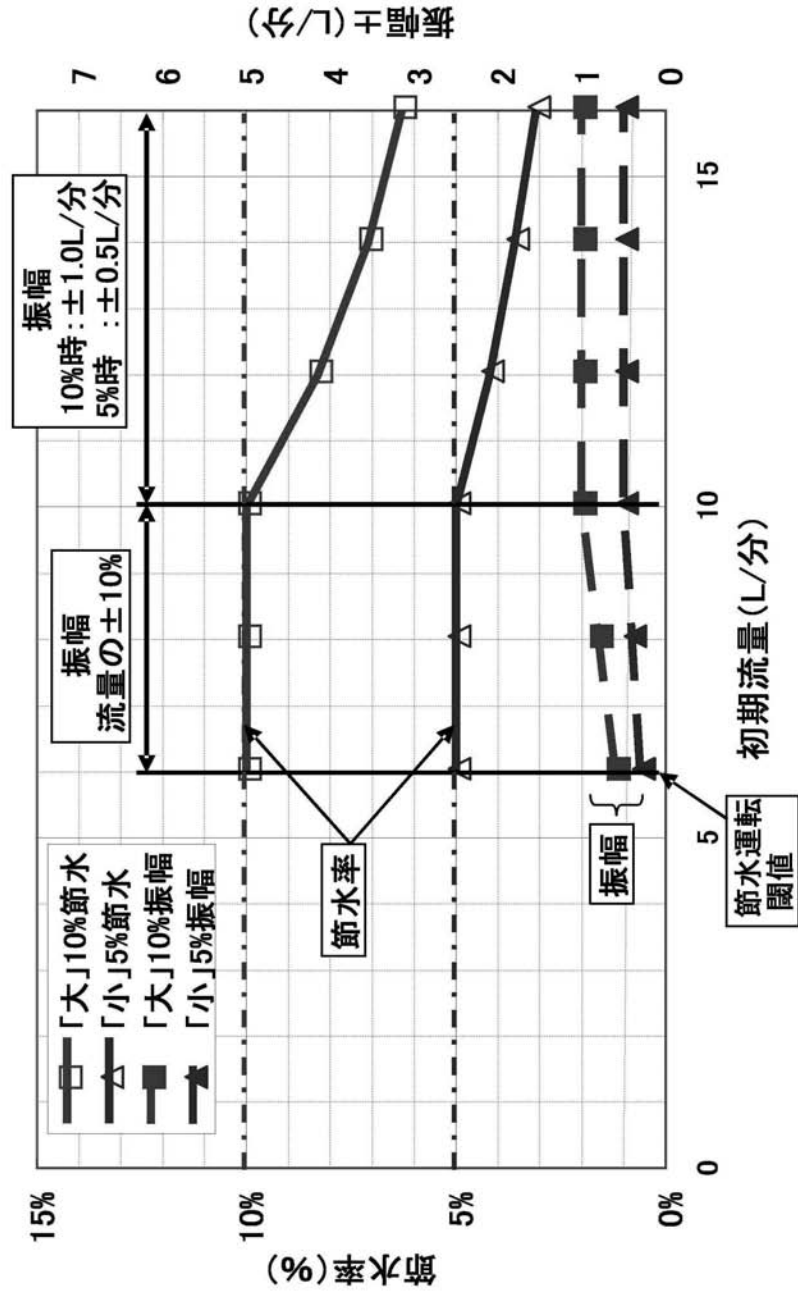 節水率(%)
15%
10%
5%
0%
「大」10%節水
「小」5%節水
「大」10%振幅
「小」5%振幅
節水率
振幅
流量の±10%
振幅
10%時:±1.0L/分
5%時 :±0.5L/分
振幅
節水運転
閾値
0
5
10
15
初期流量(L/分)
7
6
5
4
3
2
1
0
振幅±(L/分)